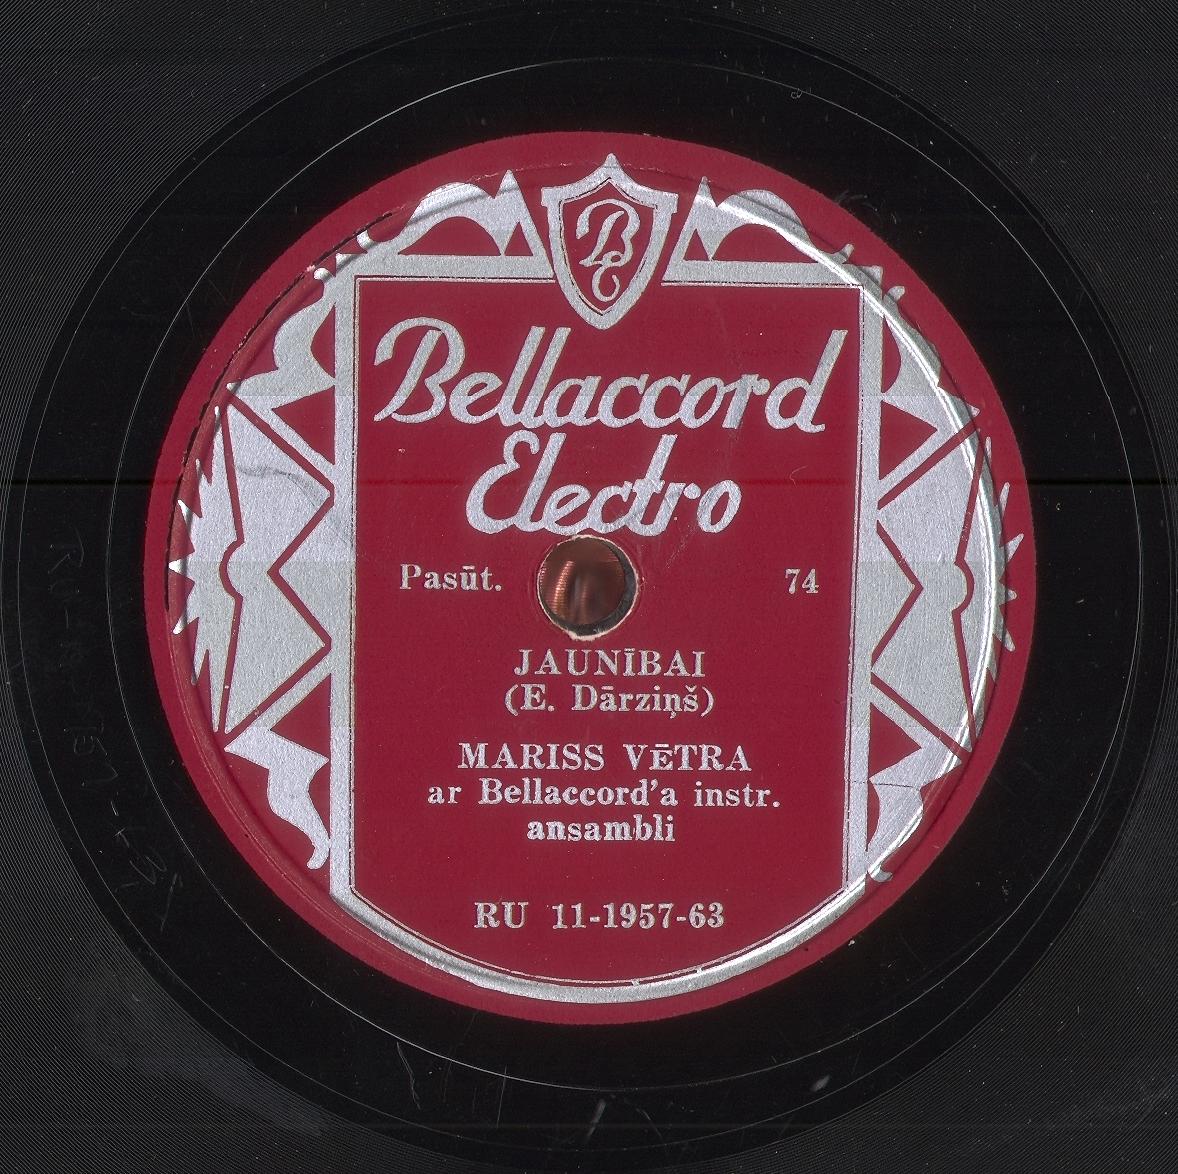 BE
Bellaccord
Electro
Pasūt. 74
JAUNĪBAI
(E. Dārziņš)
MARISS VĒTRA
ar Bellaccord'a instr.
ansambli
RU 11-1957-63